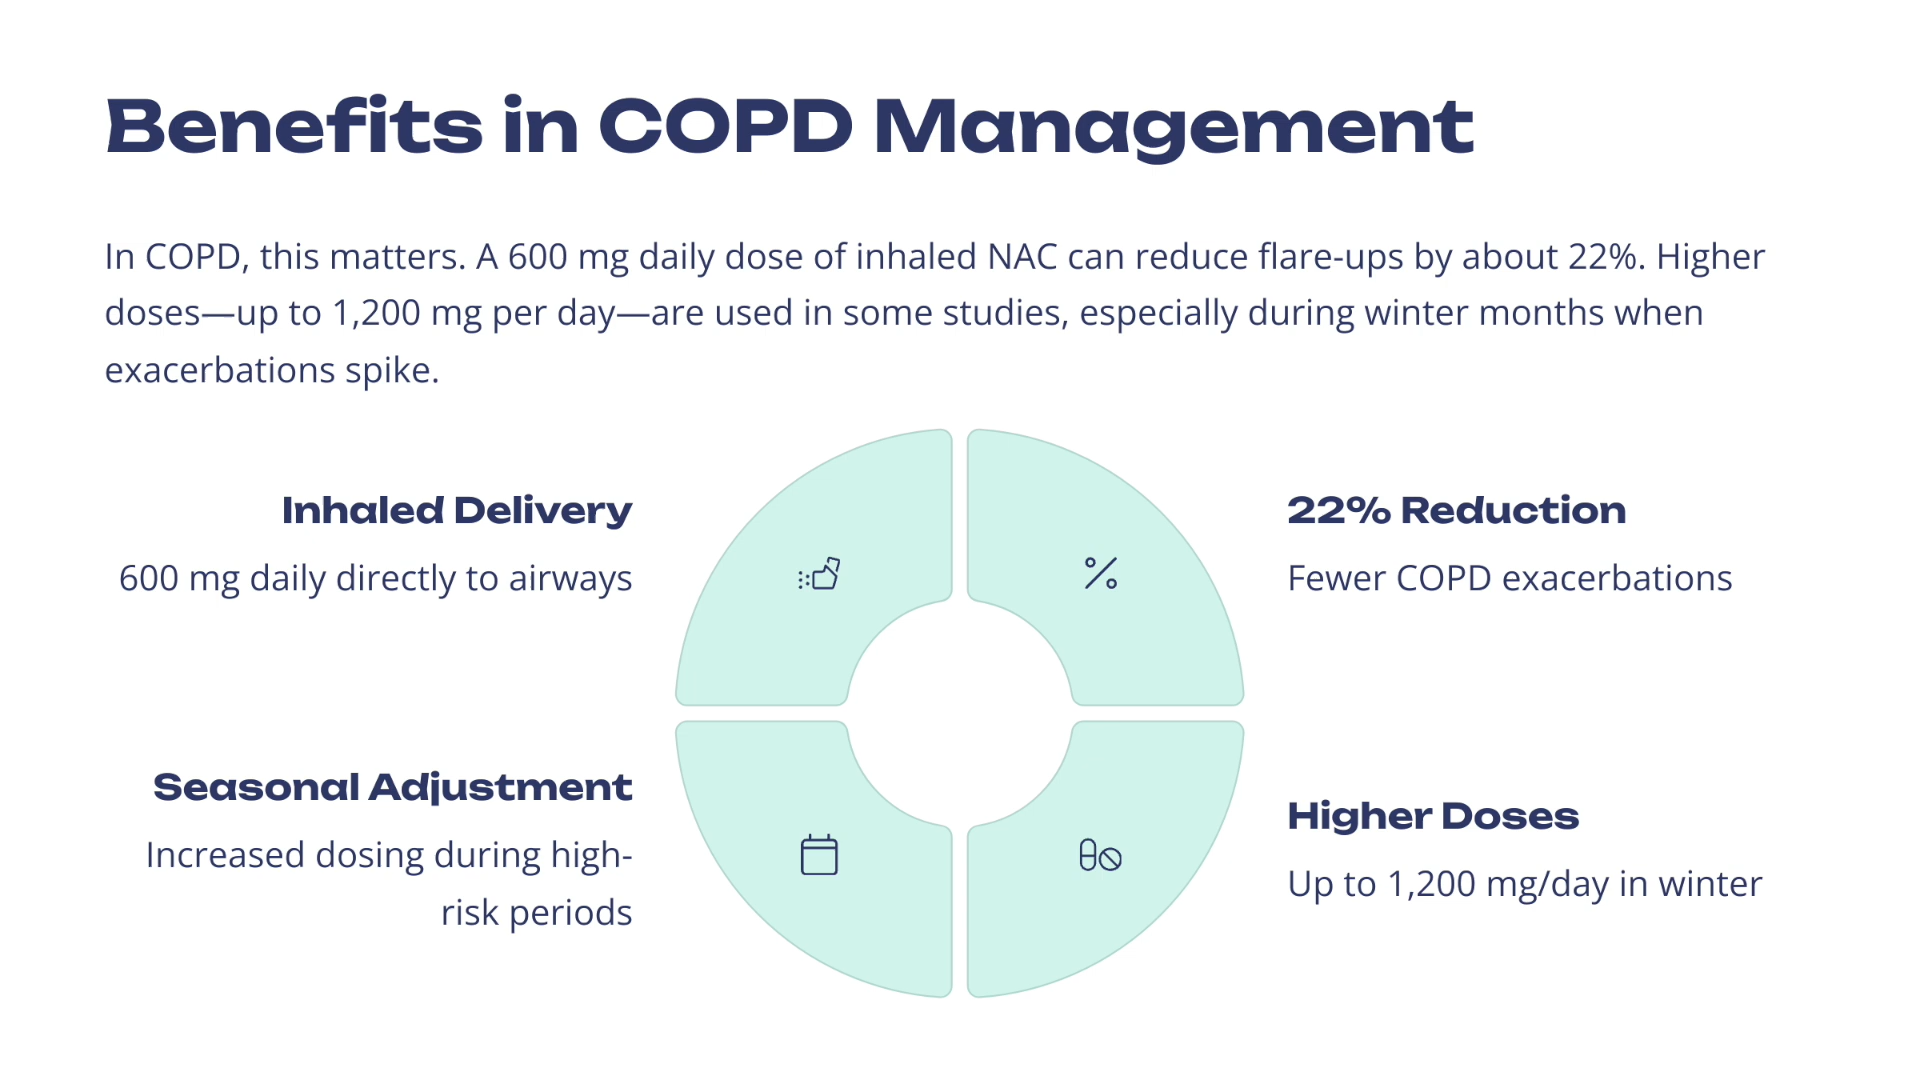 Benefits in COPD Management
In COPD, this matters. A 600 mg daily dose of inhaled NAC can reduce flare-ups by about 22%. Higher
doses—up to 1,200 mg per day—are used in some studies, especially during winter months when
exacerbations spike.
Inhaled Delivery
600 mg daily directly to airways
22% Reduction
Fewer COPD exacerbations
Seasonal Adjustment
Increased dosing during high-
risk periods
Higher Doses
Up to 1,200 mg/day in winter